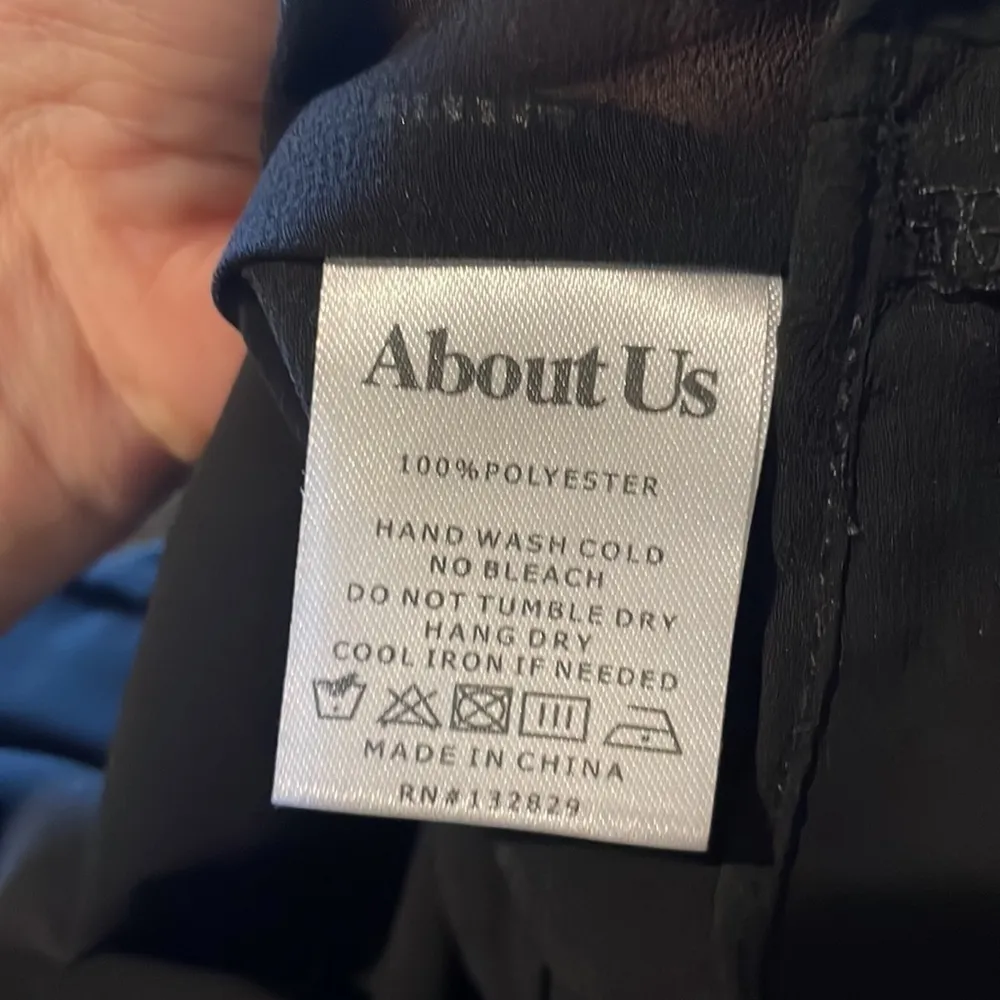 About Us
100%POLYESTER
HAND WASH COLD
NO BLEACH
DO NOT TUMBLE DRY
HANG DRY
COOL IRON IF NEEDED
MADE IN CHINA
RN#132829